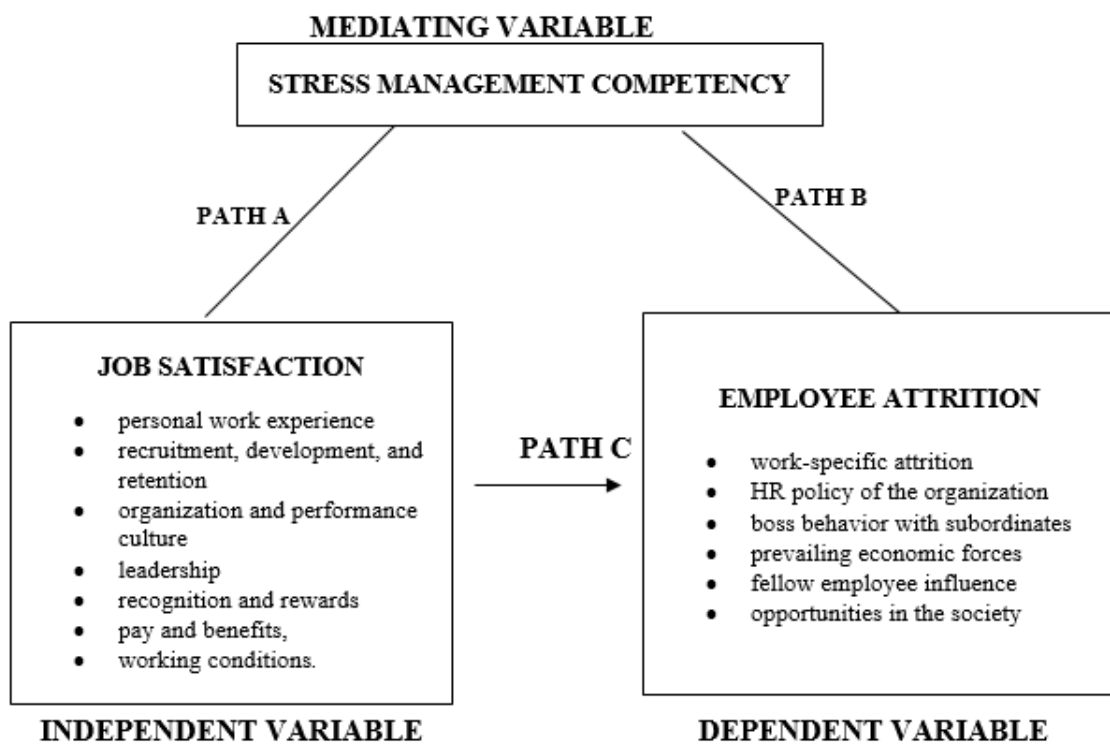 MEDIATING VARIABLE
STRESS MANAGEMENT COMPETENCY
PATH A
PATH B
JOB SATISFACTION
• personal work experience
• recruitment, development, and
retention
• organization and performance
culture
• leadership
• recognition and rewards
• pay and benefits,
• working conditions.
PATH C
EMPLOYEE ATTRITION
• work-specific attrition
• HR policy of the organization
• boss behavior with subordinates
• prevailing economic forces
• fellow employee influence
• opportunities in the society
INDEPENDENT VARIABLE
DEPENDENT VARIABLE